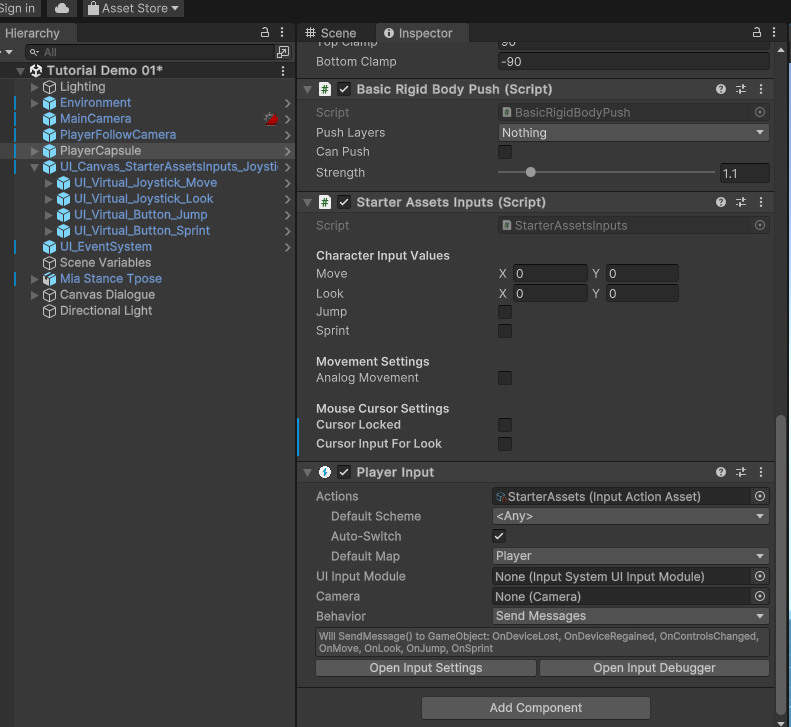 Sign in
Asset Store
Hierarchy
All
Tutorial Demo 01*
Lighting
Environment
MainCamera
PlayerFollowCamera
PlayerCapsule
UI_Canvas_StarterAssetsInputs_Joysti
UI_Virtual_Joystick_Move
UI_Virtual_Joystick_Look
UI_Virtual_Button_Jump
UI_Virtual_Button_Sprint
UI_EventSystem
Scene Variables
Mia Stance Tpose
Canvas Dialogue
Directional Light
Scene
Inspector
Top Clamp 90
Bottom Clamp -90
Basic Rigid Body Push (Script)
Script BasicRigidBodyPush
Push Layers Nothing
Can Push
Strength 1.1
Starter Assets Inputs (Script)
Script StarterAssetsInputs
Character Input Values
Move X 0 Y 0
Look X 0 Y 0
Jump
Sprint
Movement Settings
Analog Movement
Mouse Cursor Settings
Cursor Locked
Cursor Input For Look
Player Input
Actions StarterAssets (Input Action Asset)
Default Scheme <Any>
Auto-Switch
Default Map Player
UI Input Module None (Input System UI Input Module)
Camera None (Camera)
Behavior Send Messages
Will SendMessage() to GameObject: OnDeviceLost, OnDeviceRegained, OnControlsChanged,
OnMove, OnLook, OnJump, OnSprint
Open Input Settings Open Input Debugger
Add Component